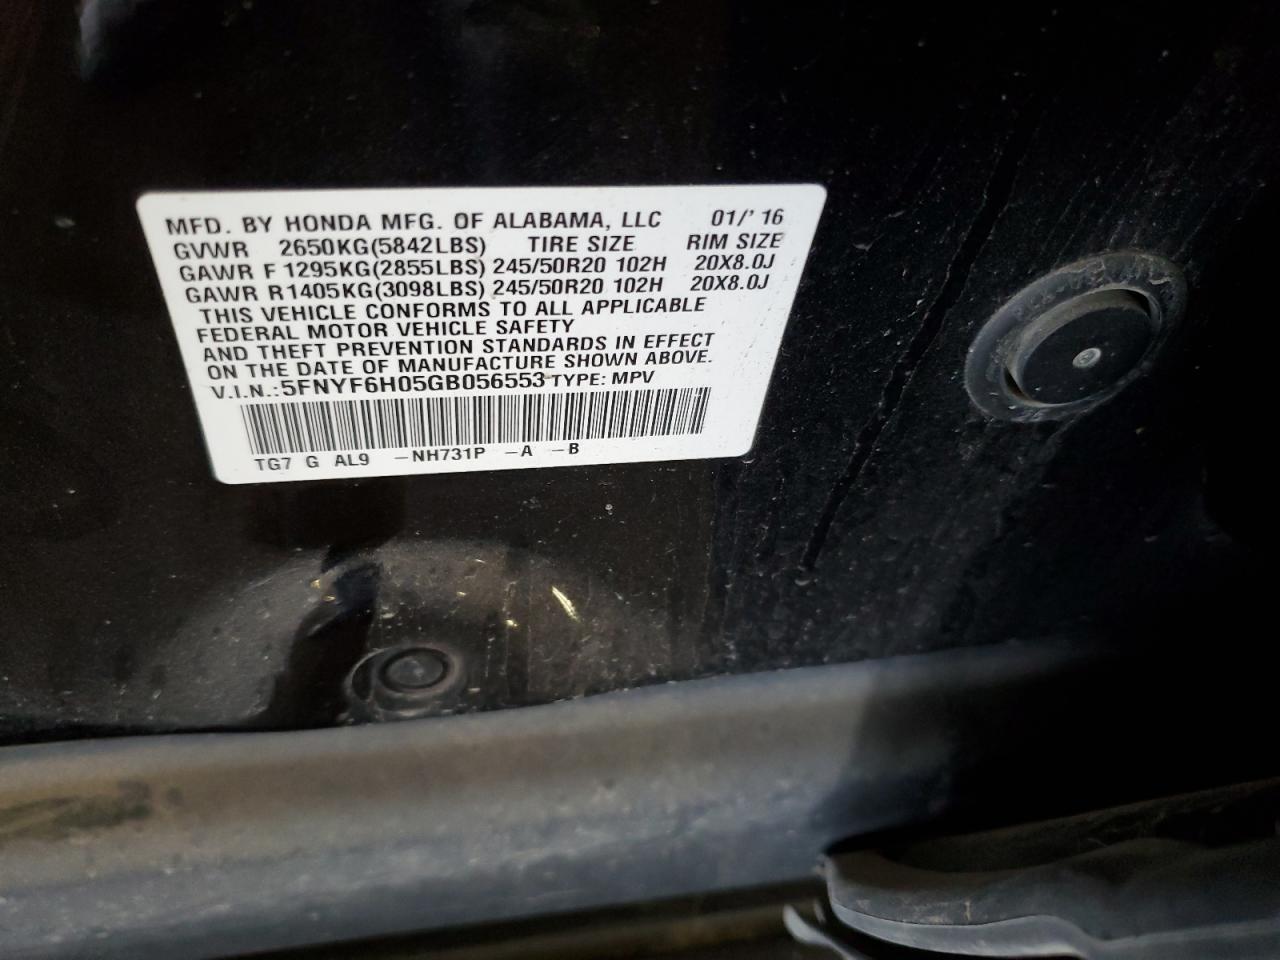 MFD. BY HONDA MFG. OF ALABAMA, LLC 01/'16
GVWR 2650KG(5842LBS) TIRE SIZE RIM SIZE
GAWR F 1295KG(2855LBS) 245/50R20 102H 20X8.0J
GAWR R1405KG(3098LBS) 245/50R20 102H 20X8.0J
THIS VEHICLE CONFORMS TO ALL APPLICABLE
FEDERAL MOTOR VEHICLE SAFETY
AND THEFT PREVENTION STANDARDS IN EFFECT
ON THE DATE OF MANUFACTURE SHOWN ABOVE.
V.I.N.:5FNYF6H05GB056553 TYPE: MPV
TG7 G AL9 -NH731P -A -B